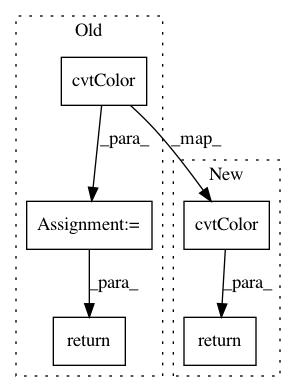 Old
cvtColor
_para_
_map_
New
Assignment:=
cvtColor
_para_
_para_
return
return